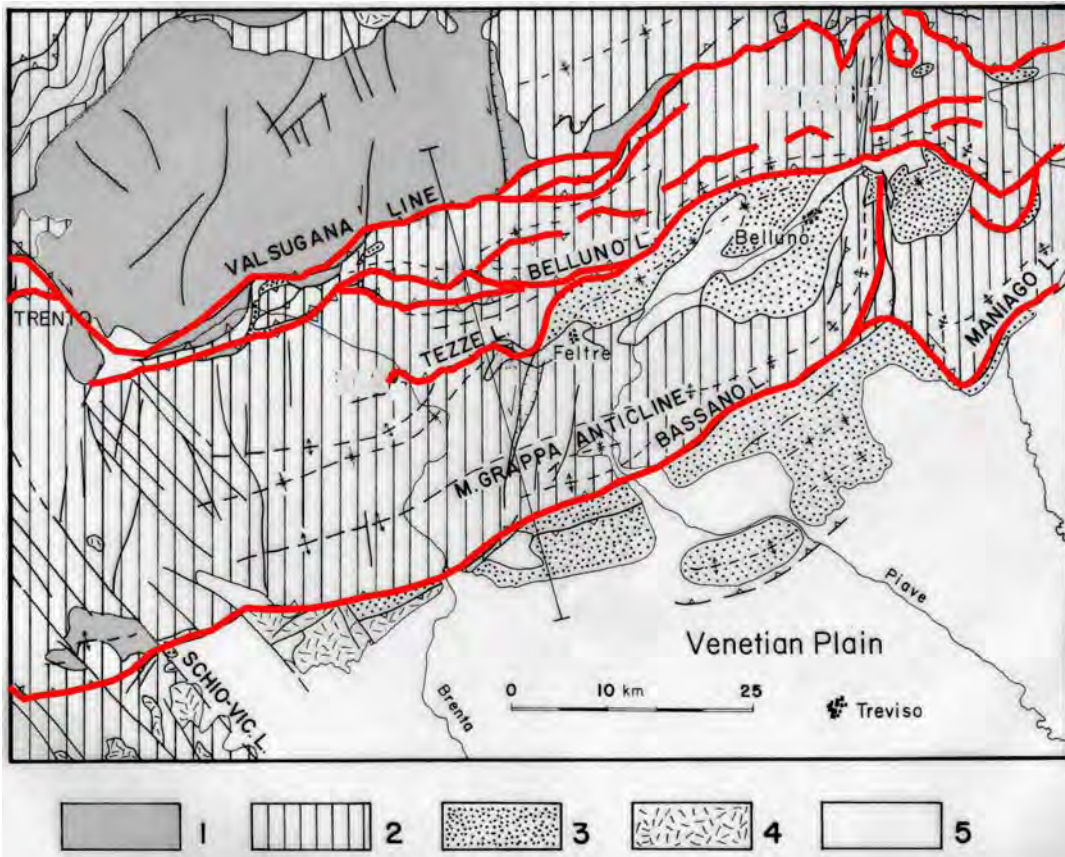 VALSUGANA LINE
TRENTO
BELLUNO L.
Belluno
TEZZE L.
Feltre
MANIAGO L.
M. GRAPPA ANTICLINE
BASSANO L.
SCHIO-VIC. L.
Piave
Venetian Plain
0 10 km 25
Brenta
Treviso
1 2 3 4 5